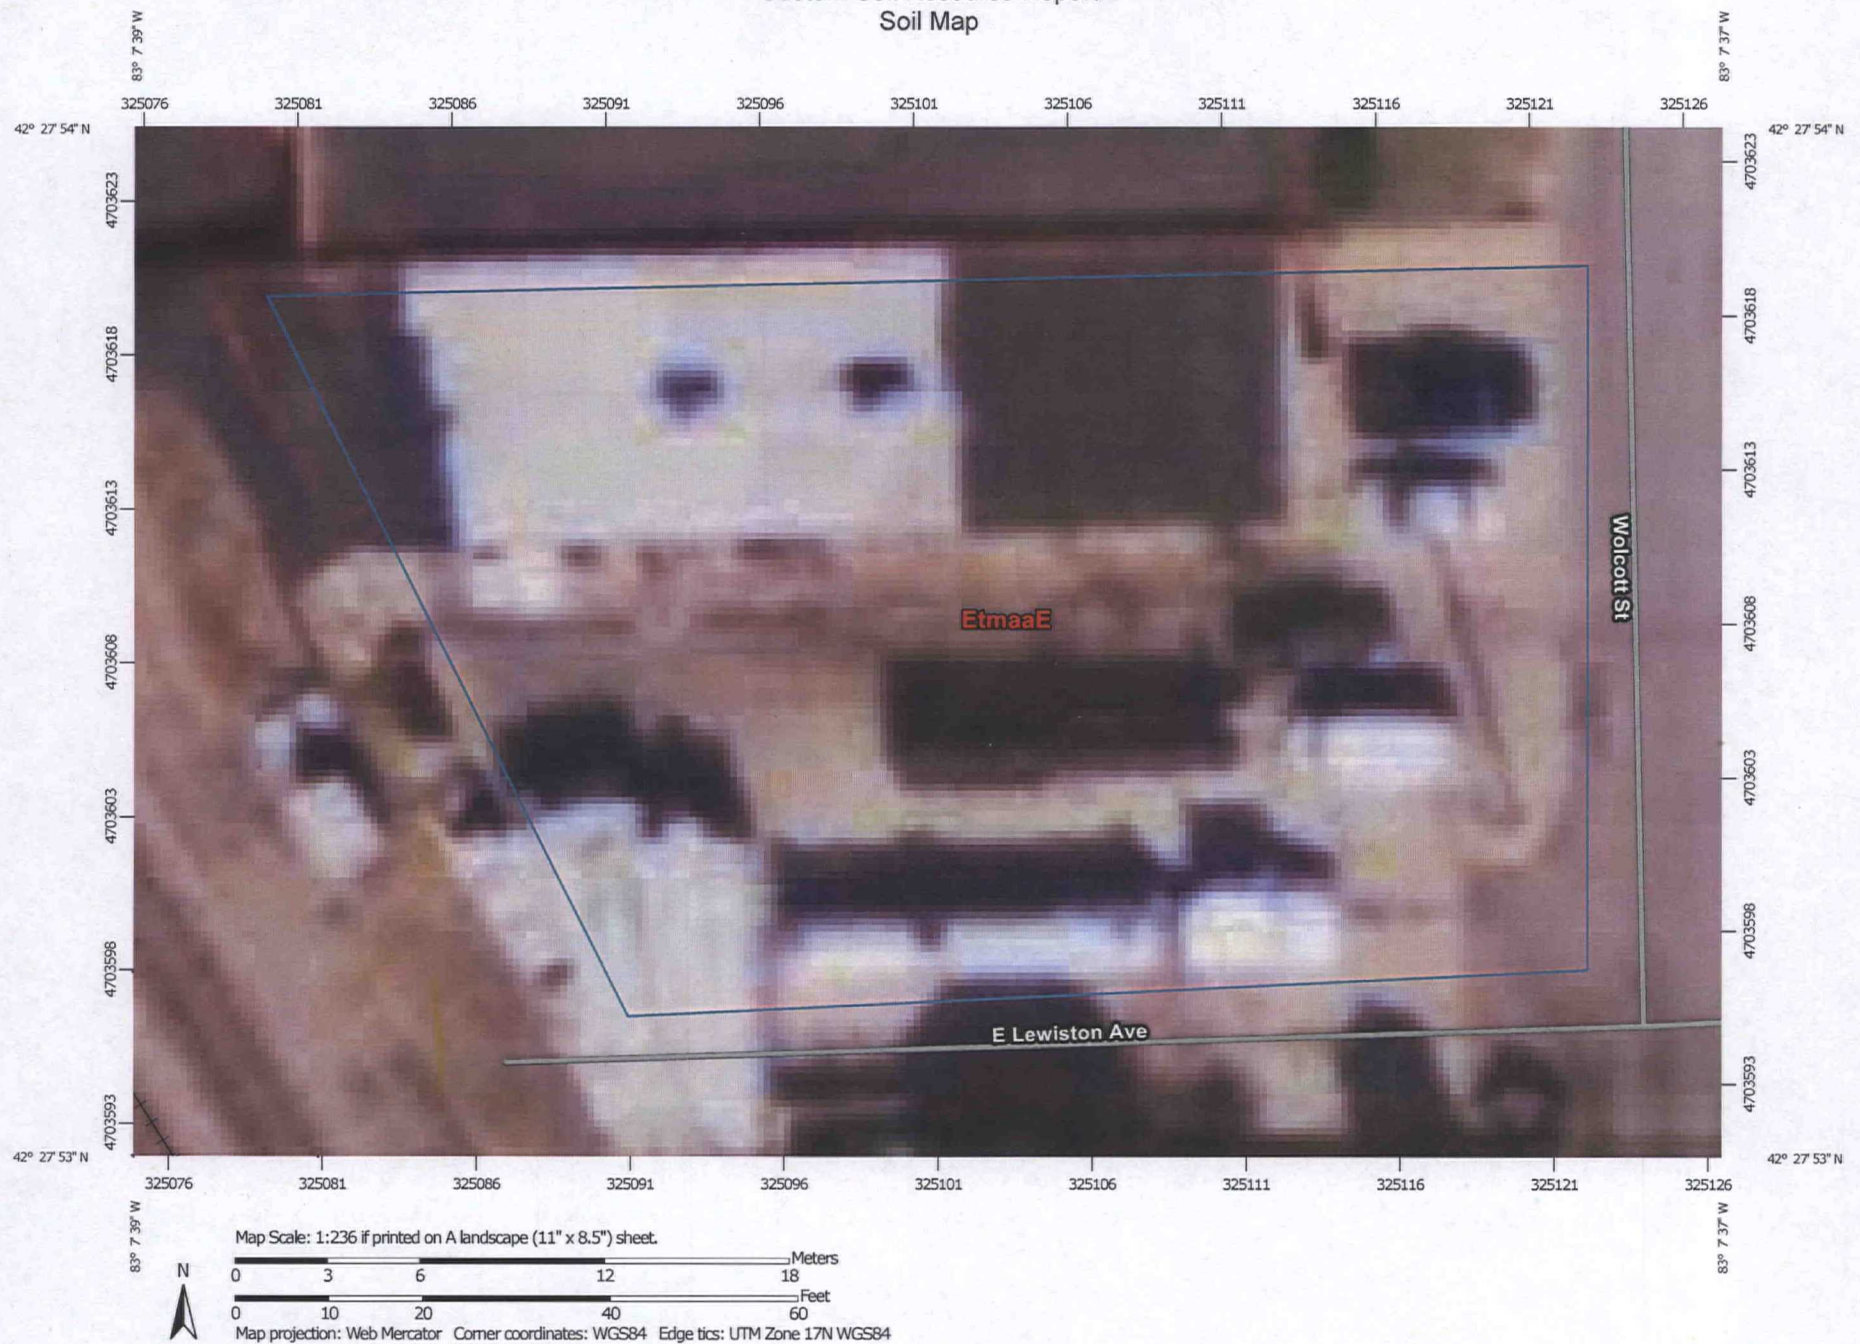 Soil Map
83° 7' 39" W
83° 7' 37" W
325076 325081 325086 325091 325096 325101 325106 325111 325116 325121 325126
42° 27' 54" N
42° 27' 54" N
4703623
4703618
4703613
4703608
4703603
4703598
4703593
4703623
4703618
4703613
4703608
4703603
4703598
4703593
EtmaaE
Wolcott St
E Lewiston Ave
42° 27' 53" N
42° 27' 53" N
325076 325081 325086 325091 325096 325101 325106 325111 325116 325121 325126
83° 7' 39" W
83° 7' 37" W
Map Scale: 1:236 if printed on A landscape (11" x 8.5") sheet.
Meters
0 3 6 12 18
N
Feet
0 10 20 40 60
Map projection: Web Mercator Corner coordinates: WGS84 Edge tics: UTM Zone 17N WGS84